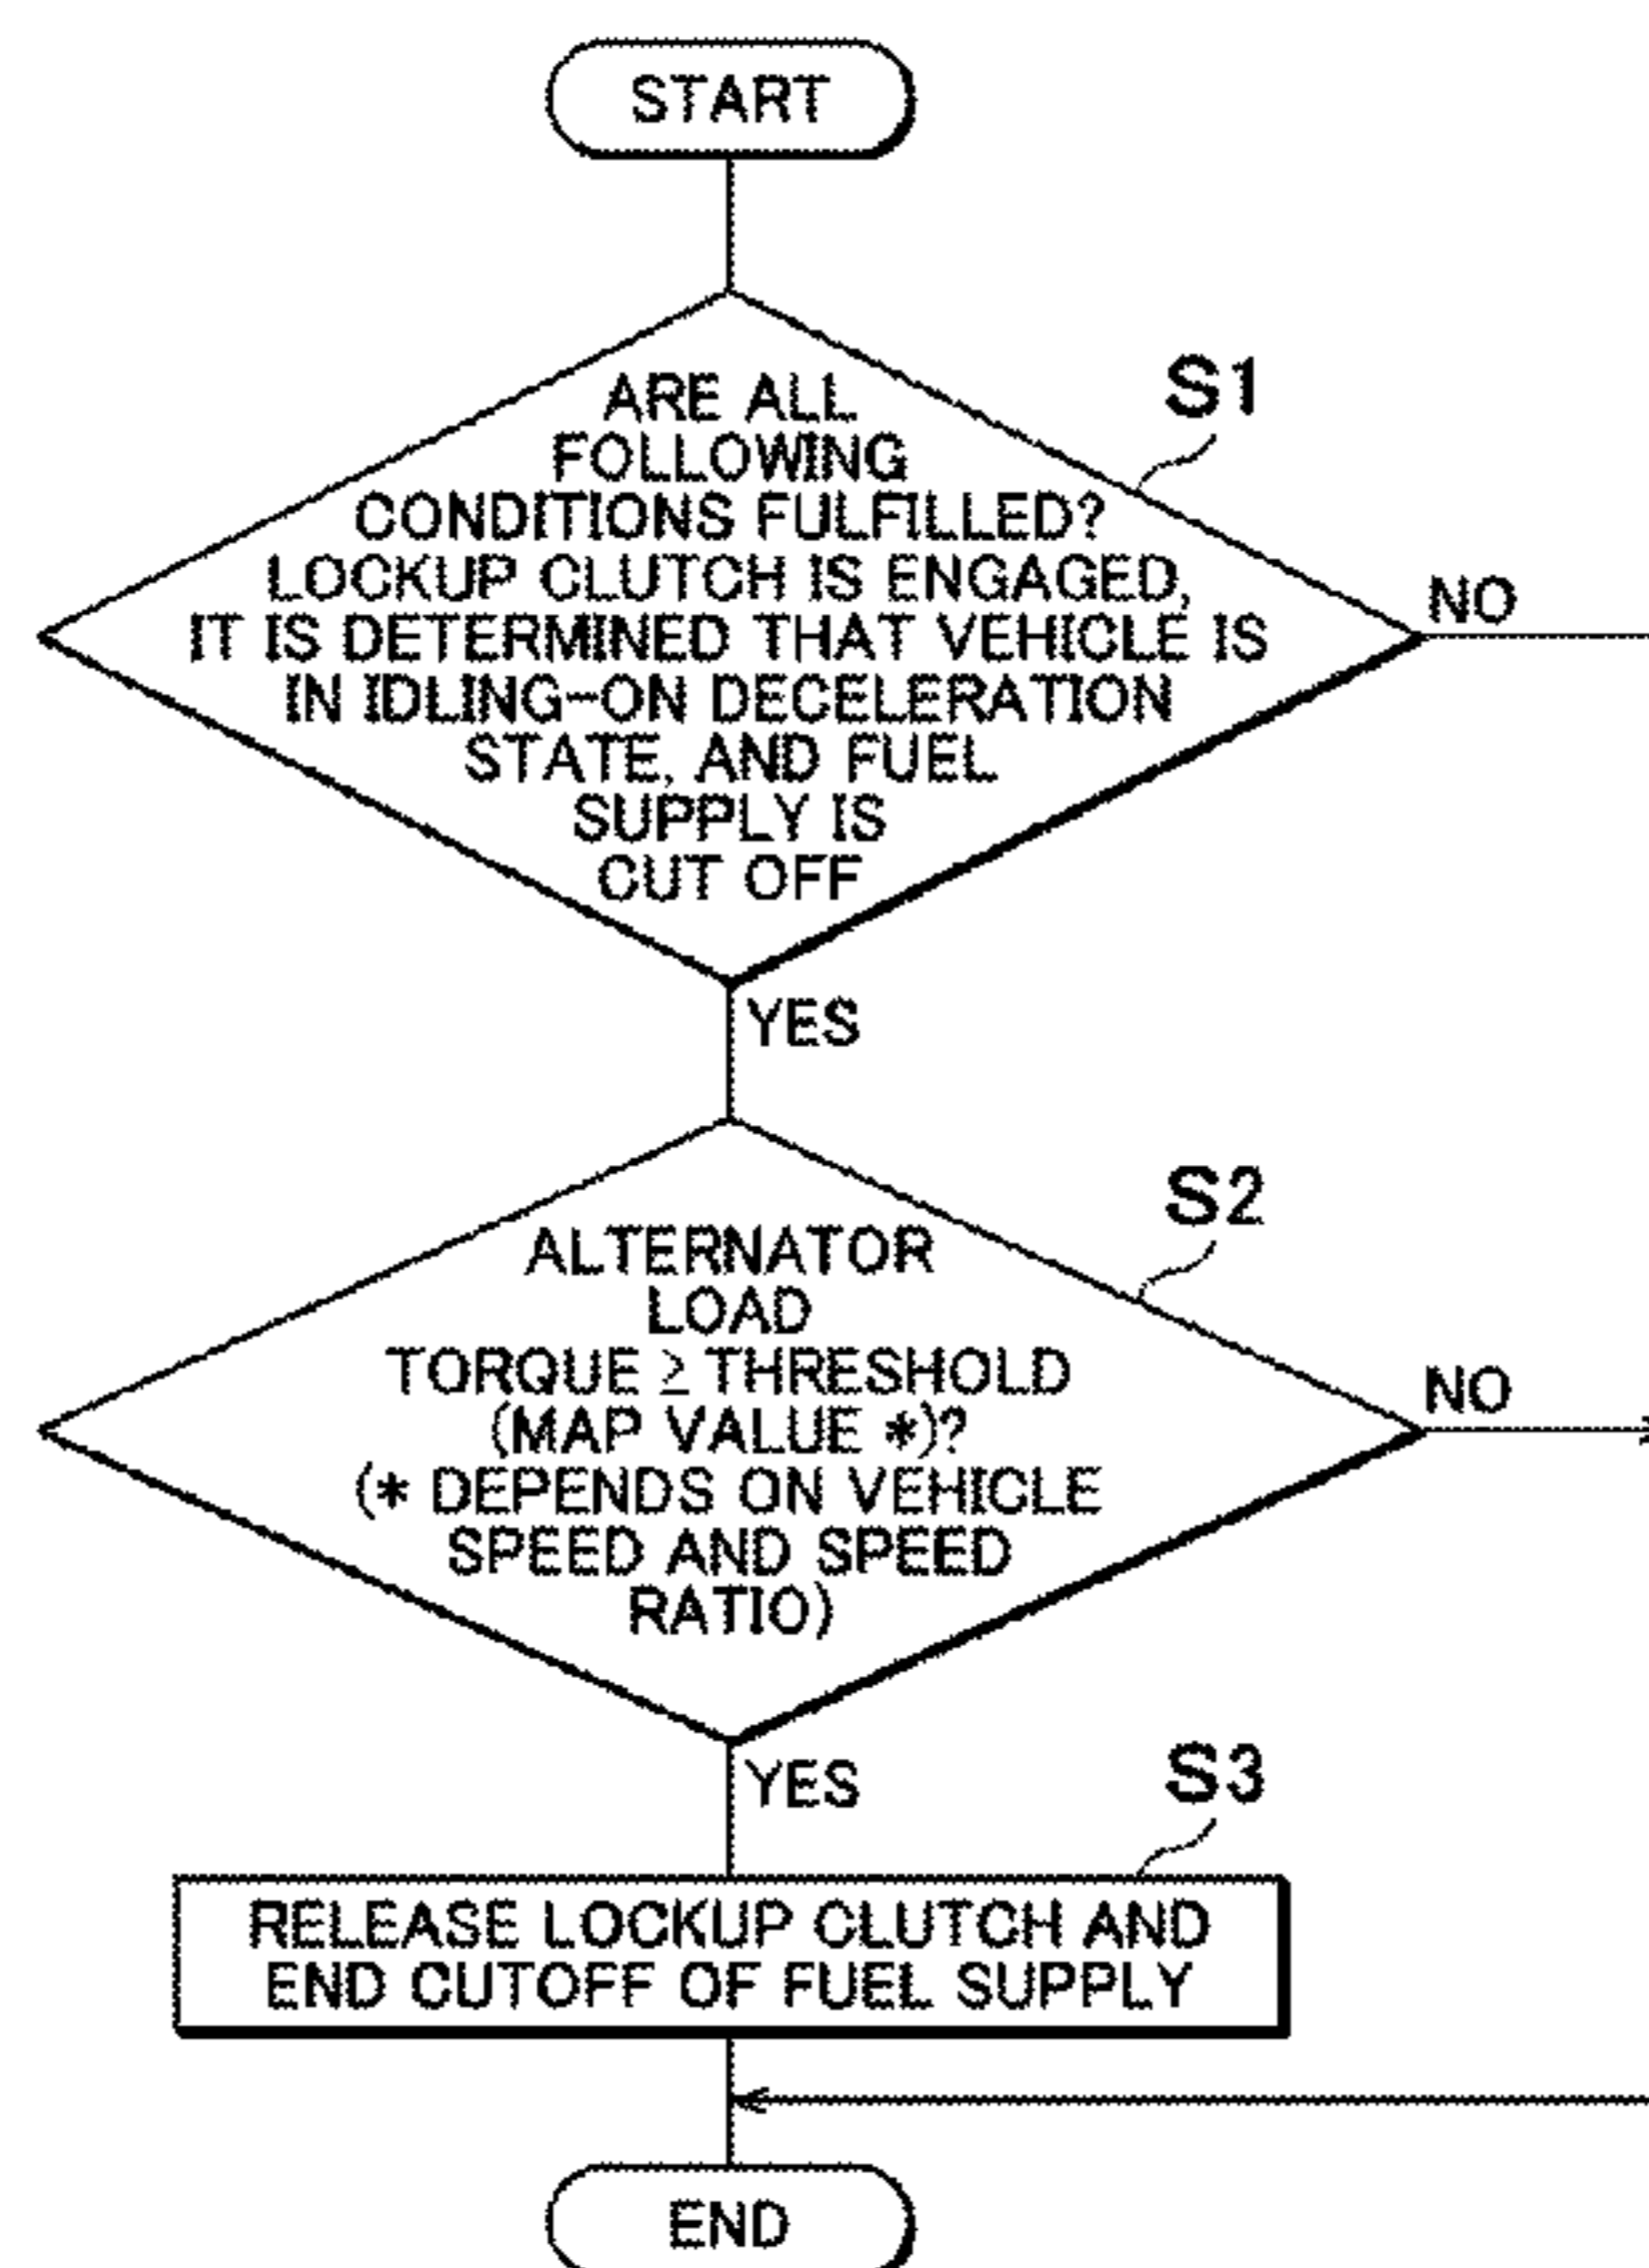 START
S1
ARE ALL
FOLLOWING
CONDITIONS FULFILLED?
LOCKUP CLUTCH IS ENGAGED,
IT IS DETERMINED THAT VEHICLE IS
IN IDLING-ON DECELERATION
STATE, AND FUEL
SUPPLY IS
CUT OFF
NO
YES
S2
ALTERNATOR
LOAD
TORQUE ≥ THRESHOLD
(MAP VALUE *)?
(* DEPENDS ON VEHICLE
SPEED AND SPEED
RATIO)
NO
YES
S3
RELEASE LOCKUP CLUTCH AND
END CUTOFF OF FUEL SUPPLY
END